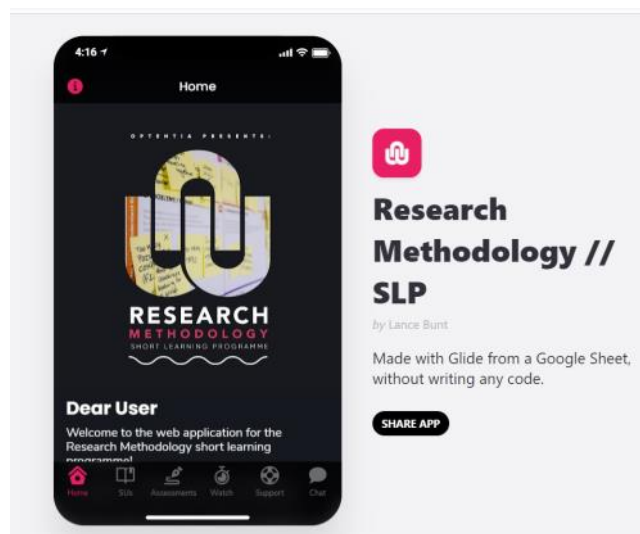 4:16
Home
OPTENTIA PRESENTS:
RESEARCH
METHODOLOGY
SHORT LEARNING PROGRAMME
Dear User
Welcome to the web application for the
Research Methodology short learning
programme!
Home SUs Assessments Watch Support Chat
Research
Methodology //
SLP
by Lance Bunt
Made with Glide from a Google Sheet,
without writing any code.
SHARE APP